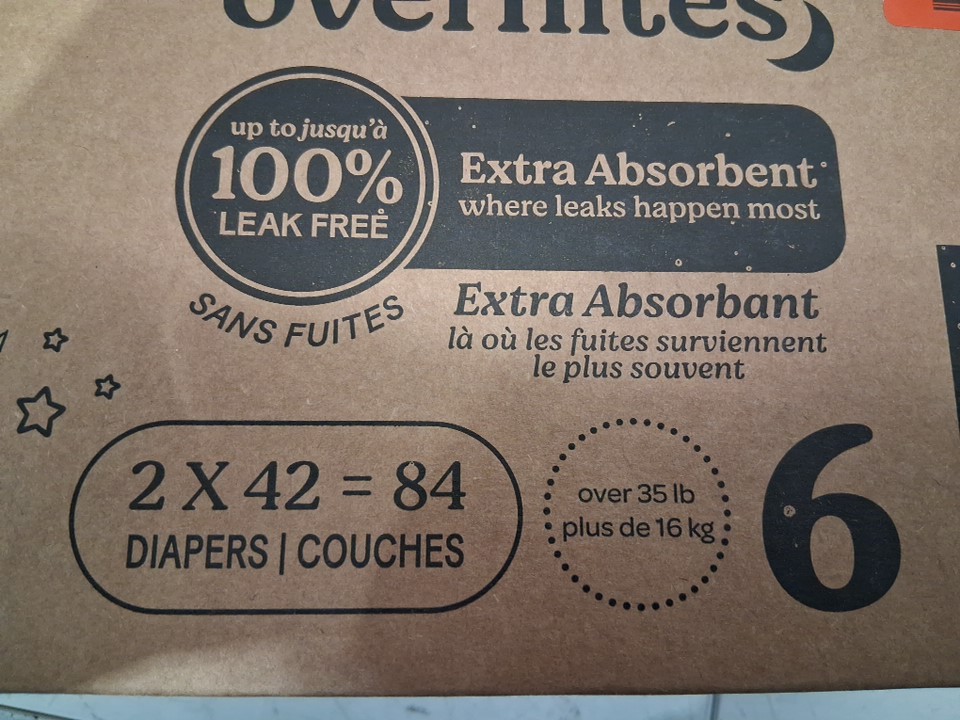 overnites
up to jusqu'à
100%
LEAK FREE
SANS FUITES
Extra Absorbent
where leaks happen most
Extra Absorbant
là où les fuites surviennent
le plus souvent
2 X 42 = 84
DIAPERS | COUCHES
over 35 lb
plus de 16 kg
6